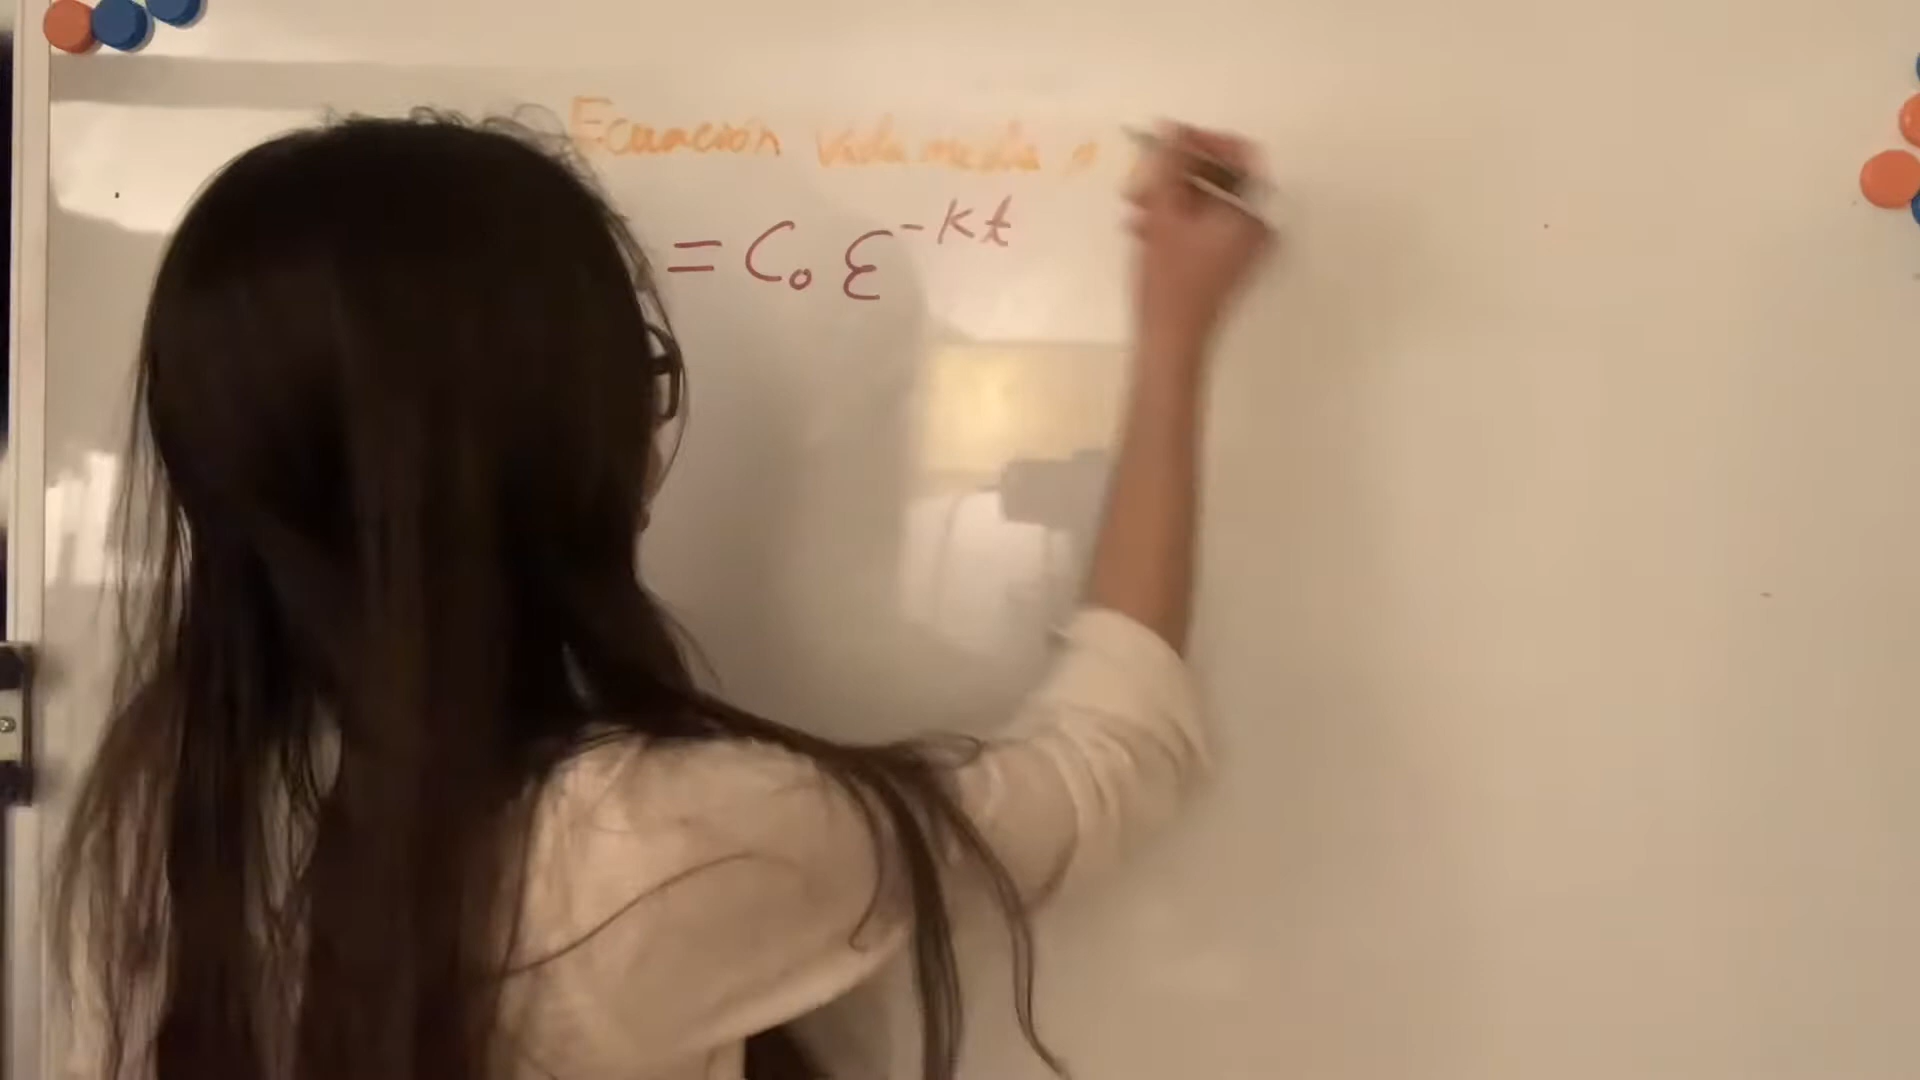 Ecuación vida media
= C₀ ε^-kt